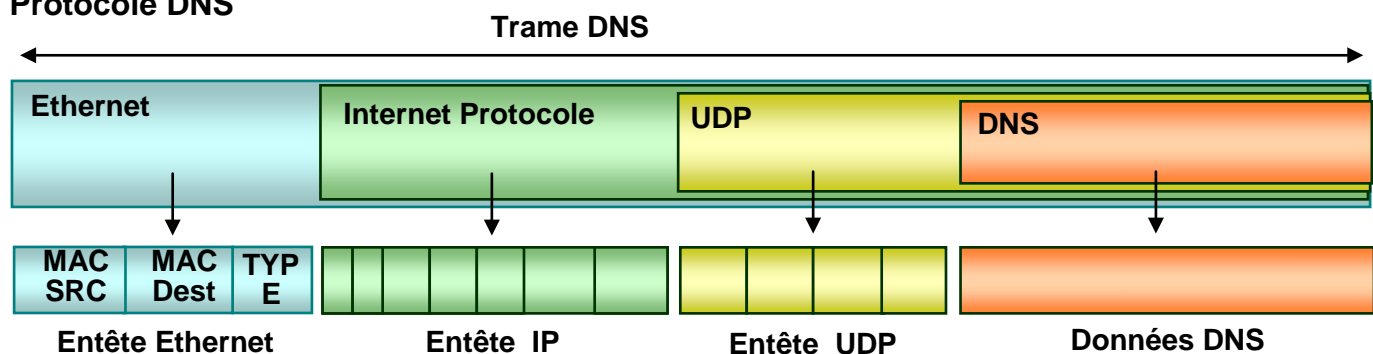 Protocole DNS
Trame DNS
Ethernet
Internet Protocole
UDP
DNS
MAC
SRC
MAC
Dest
TYP
E
Entête Ethernet
Entête IP
Entête UDP
Données DNS